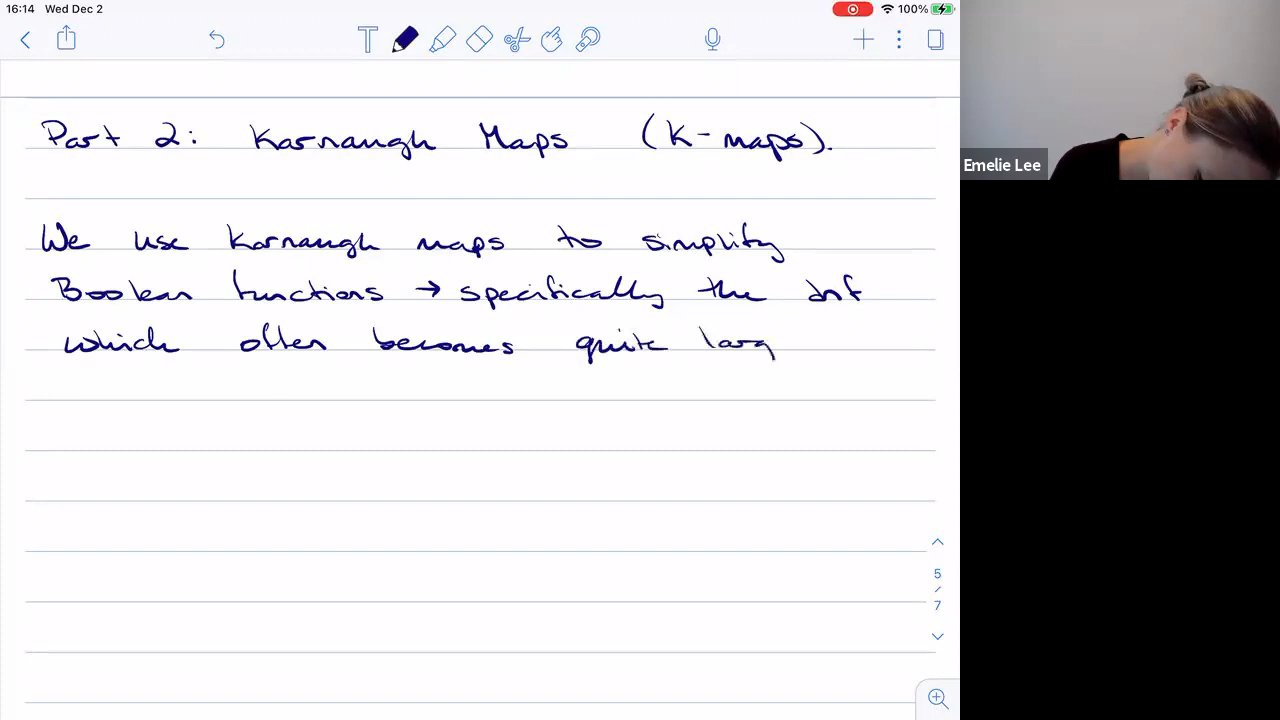 16:14 Wed Dec 2
100%
Part 2: Karnaugh Maps (K-maps).
We use Karnaugh maps to simplify
Boolean functions → specifically the dnf
which often becomes quite larg
Emelie Lee
5
/
7